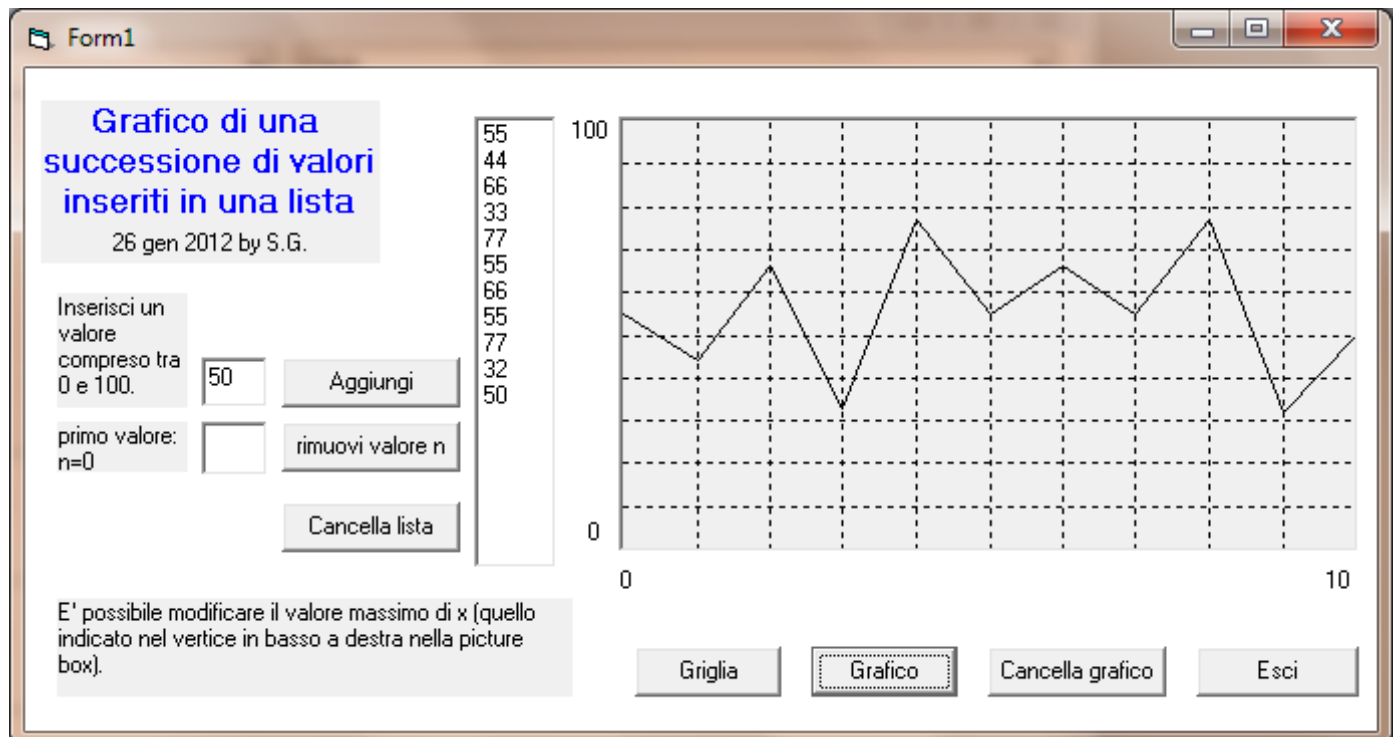 Form1
Grafico di una
successione di valori
inseriti in una lista
26 gen 2012 by S.G.
Inserisci un
valore
compreso tra
0 e 100.
50
Aggiungi
primo valore:
n=0
rimuovi valore n
Cancella lista
55
44
66
33
77
55
66
55
77
32
50
100
0
0
10
E' possibile modificare il valore massimo di x (quello
indicato nel vertice in basso a destra nella picture
box).
Griglia
Grafico
Cancella grafico
Esci